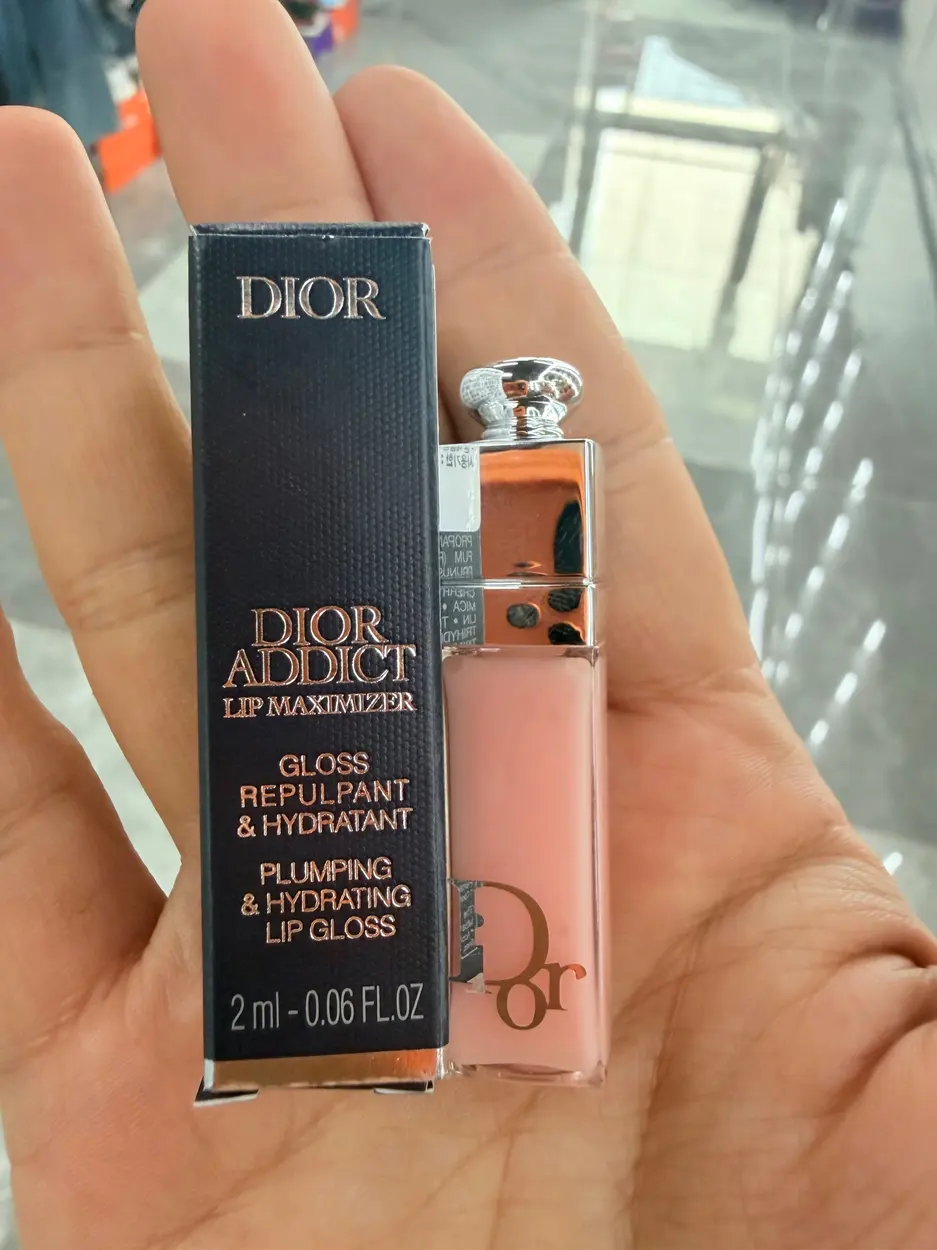 DIOR
DIOR
ADDICT
LIP MAXIMIZER
GLOSS
REPULPANT
& HYDRATANT
PLUMPING
& HYDRATING
LIP GLOSS
2 ml - 0.06 FL.OZ
Dior